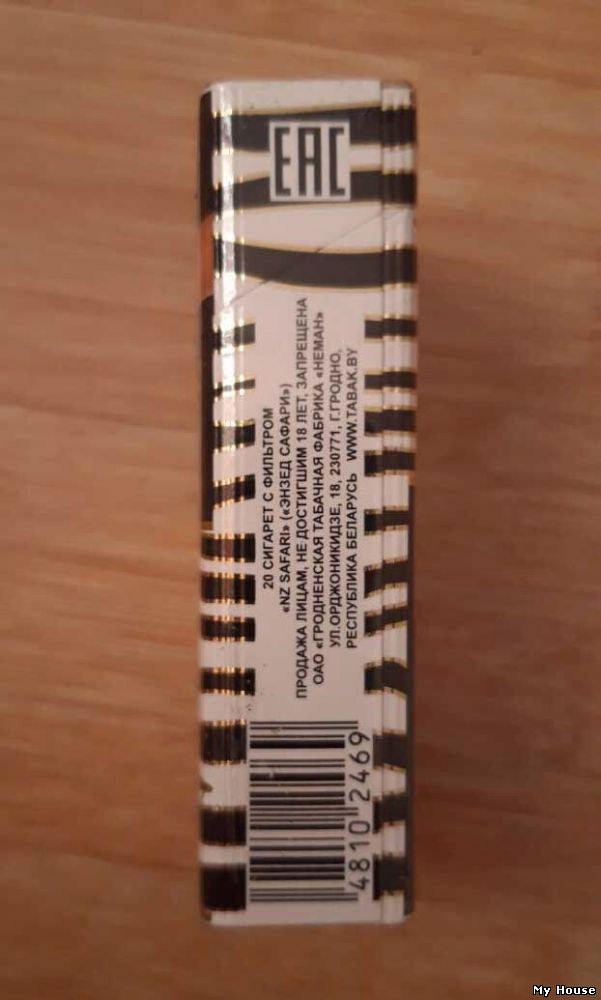 EAC
20 СИГАРЕТ С ФИЛЬТРОМ
«NZ SAFARI» («ЭНЗЕД САФАРИ»)
ПРОДАЖА ЛИЦАМ, НЕ ДОСТИГШИМ 18 ЛЕТ, ЗАПРЕЩЕНА
ОАО «ГРОДНЕНСКАЯ ТАБАЧНАЯ ФАБРИКА «НЕМАН»
УЛ.ОРДЖОНИКИДЗЕ, 18, 230771, Г.ГРОДНО,
РЕСПУБЛИКА БЕЛАРУСЬ WWW.TABAK.BY
4810 2469
My House